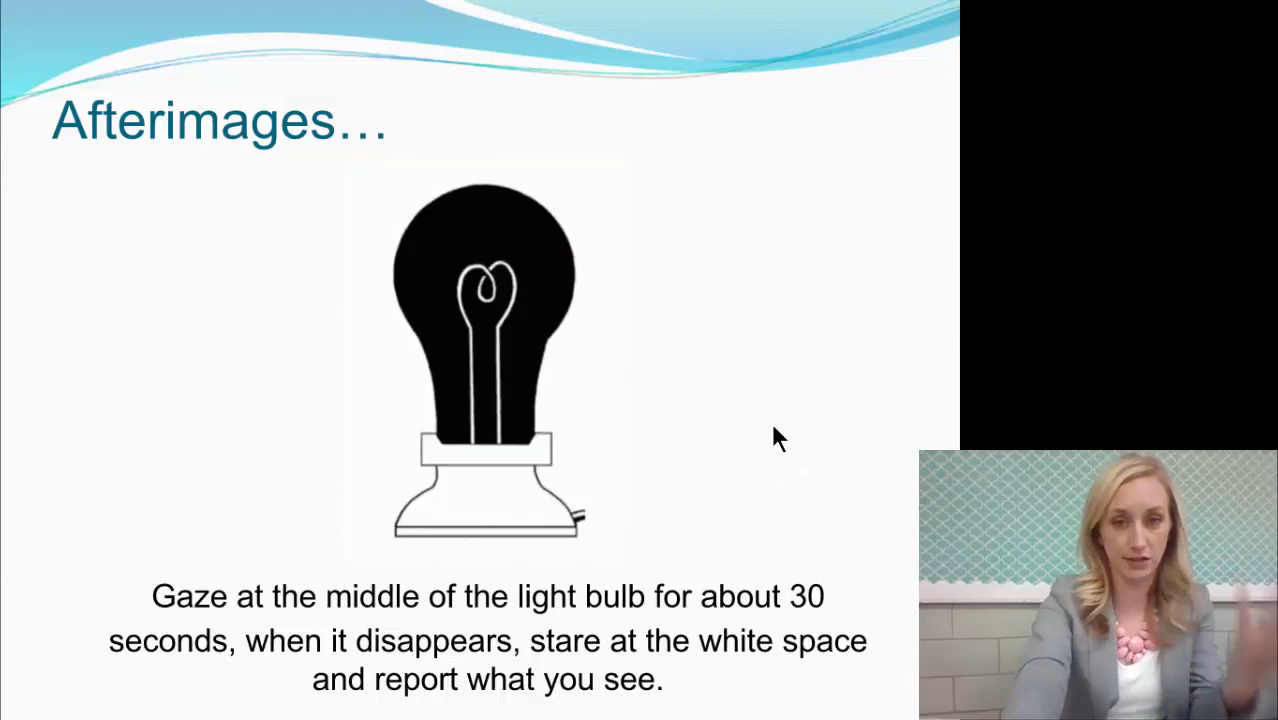 Afterimages…
Gaze at the middle of the light bulb for about 30
seconds, when it disappears, stare at the white space
and report what you see.